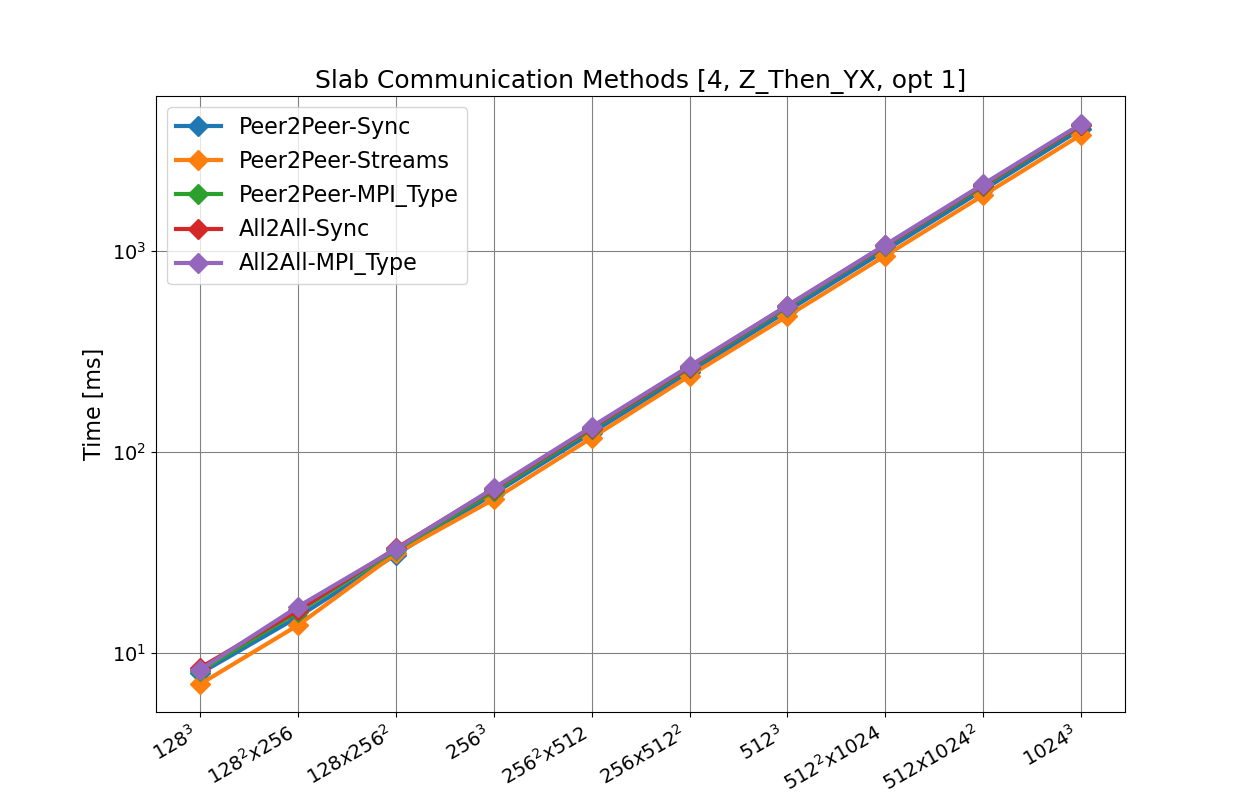 Slab Communication Methods [4, Z_Then_YX, opt 1]
Peer2Peer-Sync
Peer2Peer-Streams
Peer2Peer-MPI_Type
All2All-Sync
All2All-MPI_Type
Time [ms]
10³
10²
10¹
128³
128²x256
128x256²
256³
256²x512
256x512²
512³
512²x1024
512x1024²
1024³